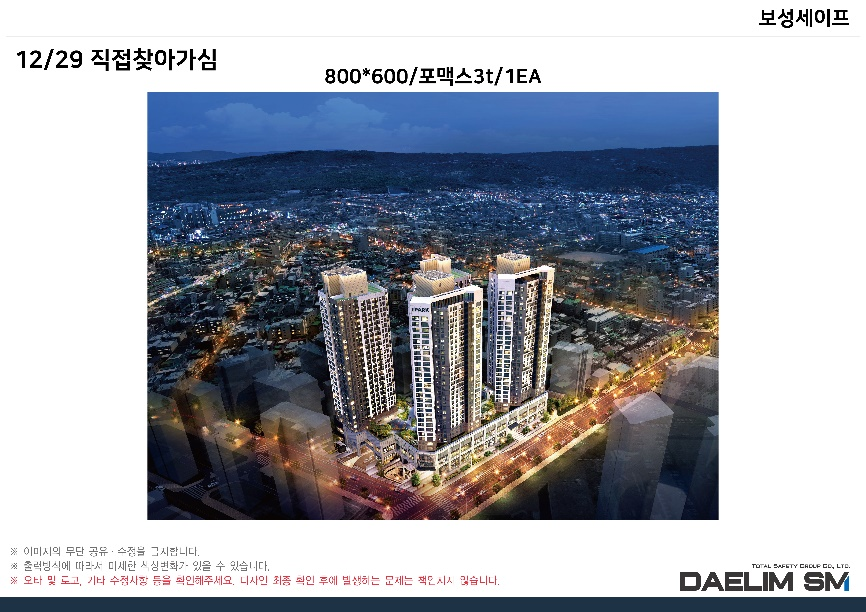 보성세이프
12/29 직접찾아가심
800*600/포맥스3t/1EA
※ 이미지의 무단 공유 · 수정을 금지합니다.
※ 출력방식에 따라서 미세한 색상변화가 있을 수 있습니다.
※ 오타 및 로고, 기타 수정사항 등을 확인해주세요. 디자인 최종 확인 후에 발생하는 문제는 책임지지 않습니다.
TOTAL SAFETY GROUP CO., LTD.
DAELIM SM